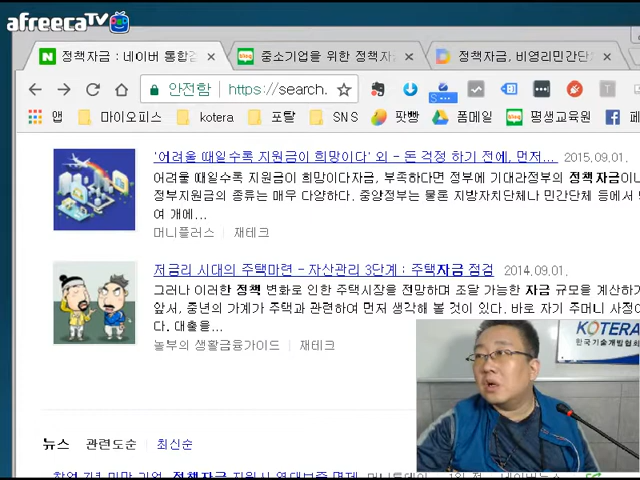 afreecaTV
정책자금 : 네이버 통합검
중소기업을 위한 정책자
정책자금, 비영리민간단
안전함 https://search.
앱 마이오피스 kotera 포탈 SNS 팟빵 폼메일 평생교육원 페
'어려울 때일수록 지원금이 희망이다' 외 - 돈 걱정 하기 전에, 먼저... 2015.09.01.
어려울 때일수록 지원금이 희망이다자금, 부족하다면 정부에 기대라정부의 정책자금이나
정부지원금의 종류는 매우 다양하다. 중앙정부는 물론 지방자치단체나 민간단체 등에서
여 개에...
머니플러스 | 재테크
저금리 시대의 주택마련 - 자산관리 3단계 : 주택자금 점검 2014.09.01.
그러나 이러한 정책 변화로 인한 주택시장을 전망하며 조달 가능한 자금 규모를 계산하기
앞서, 중년의 가계가 주택과 관련하여 먼저 생각해 볼 것이 있다. 바로 자기 주머니 사정이
다. 대출을...
놀부의 생활금융가이드 | 재테크
KOTERA
한국기술개발협회
뉴스 관련도순 최신순